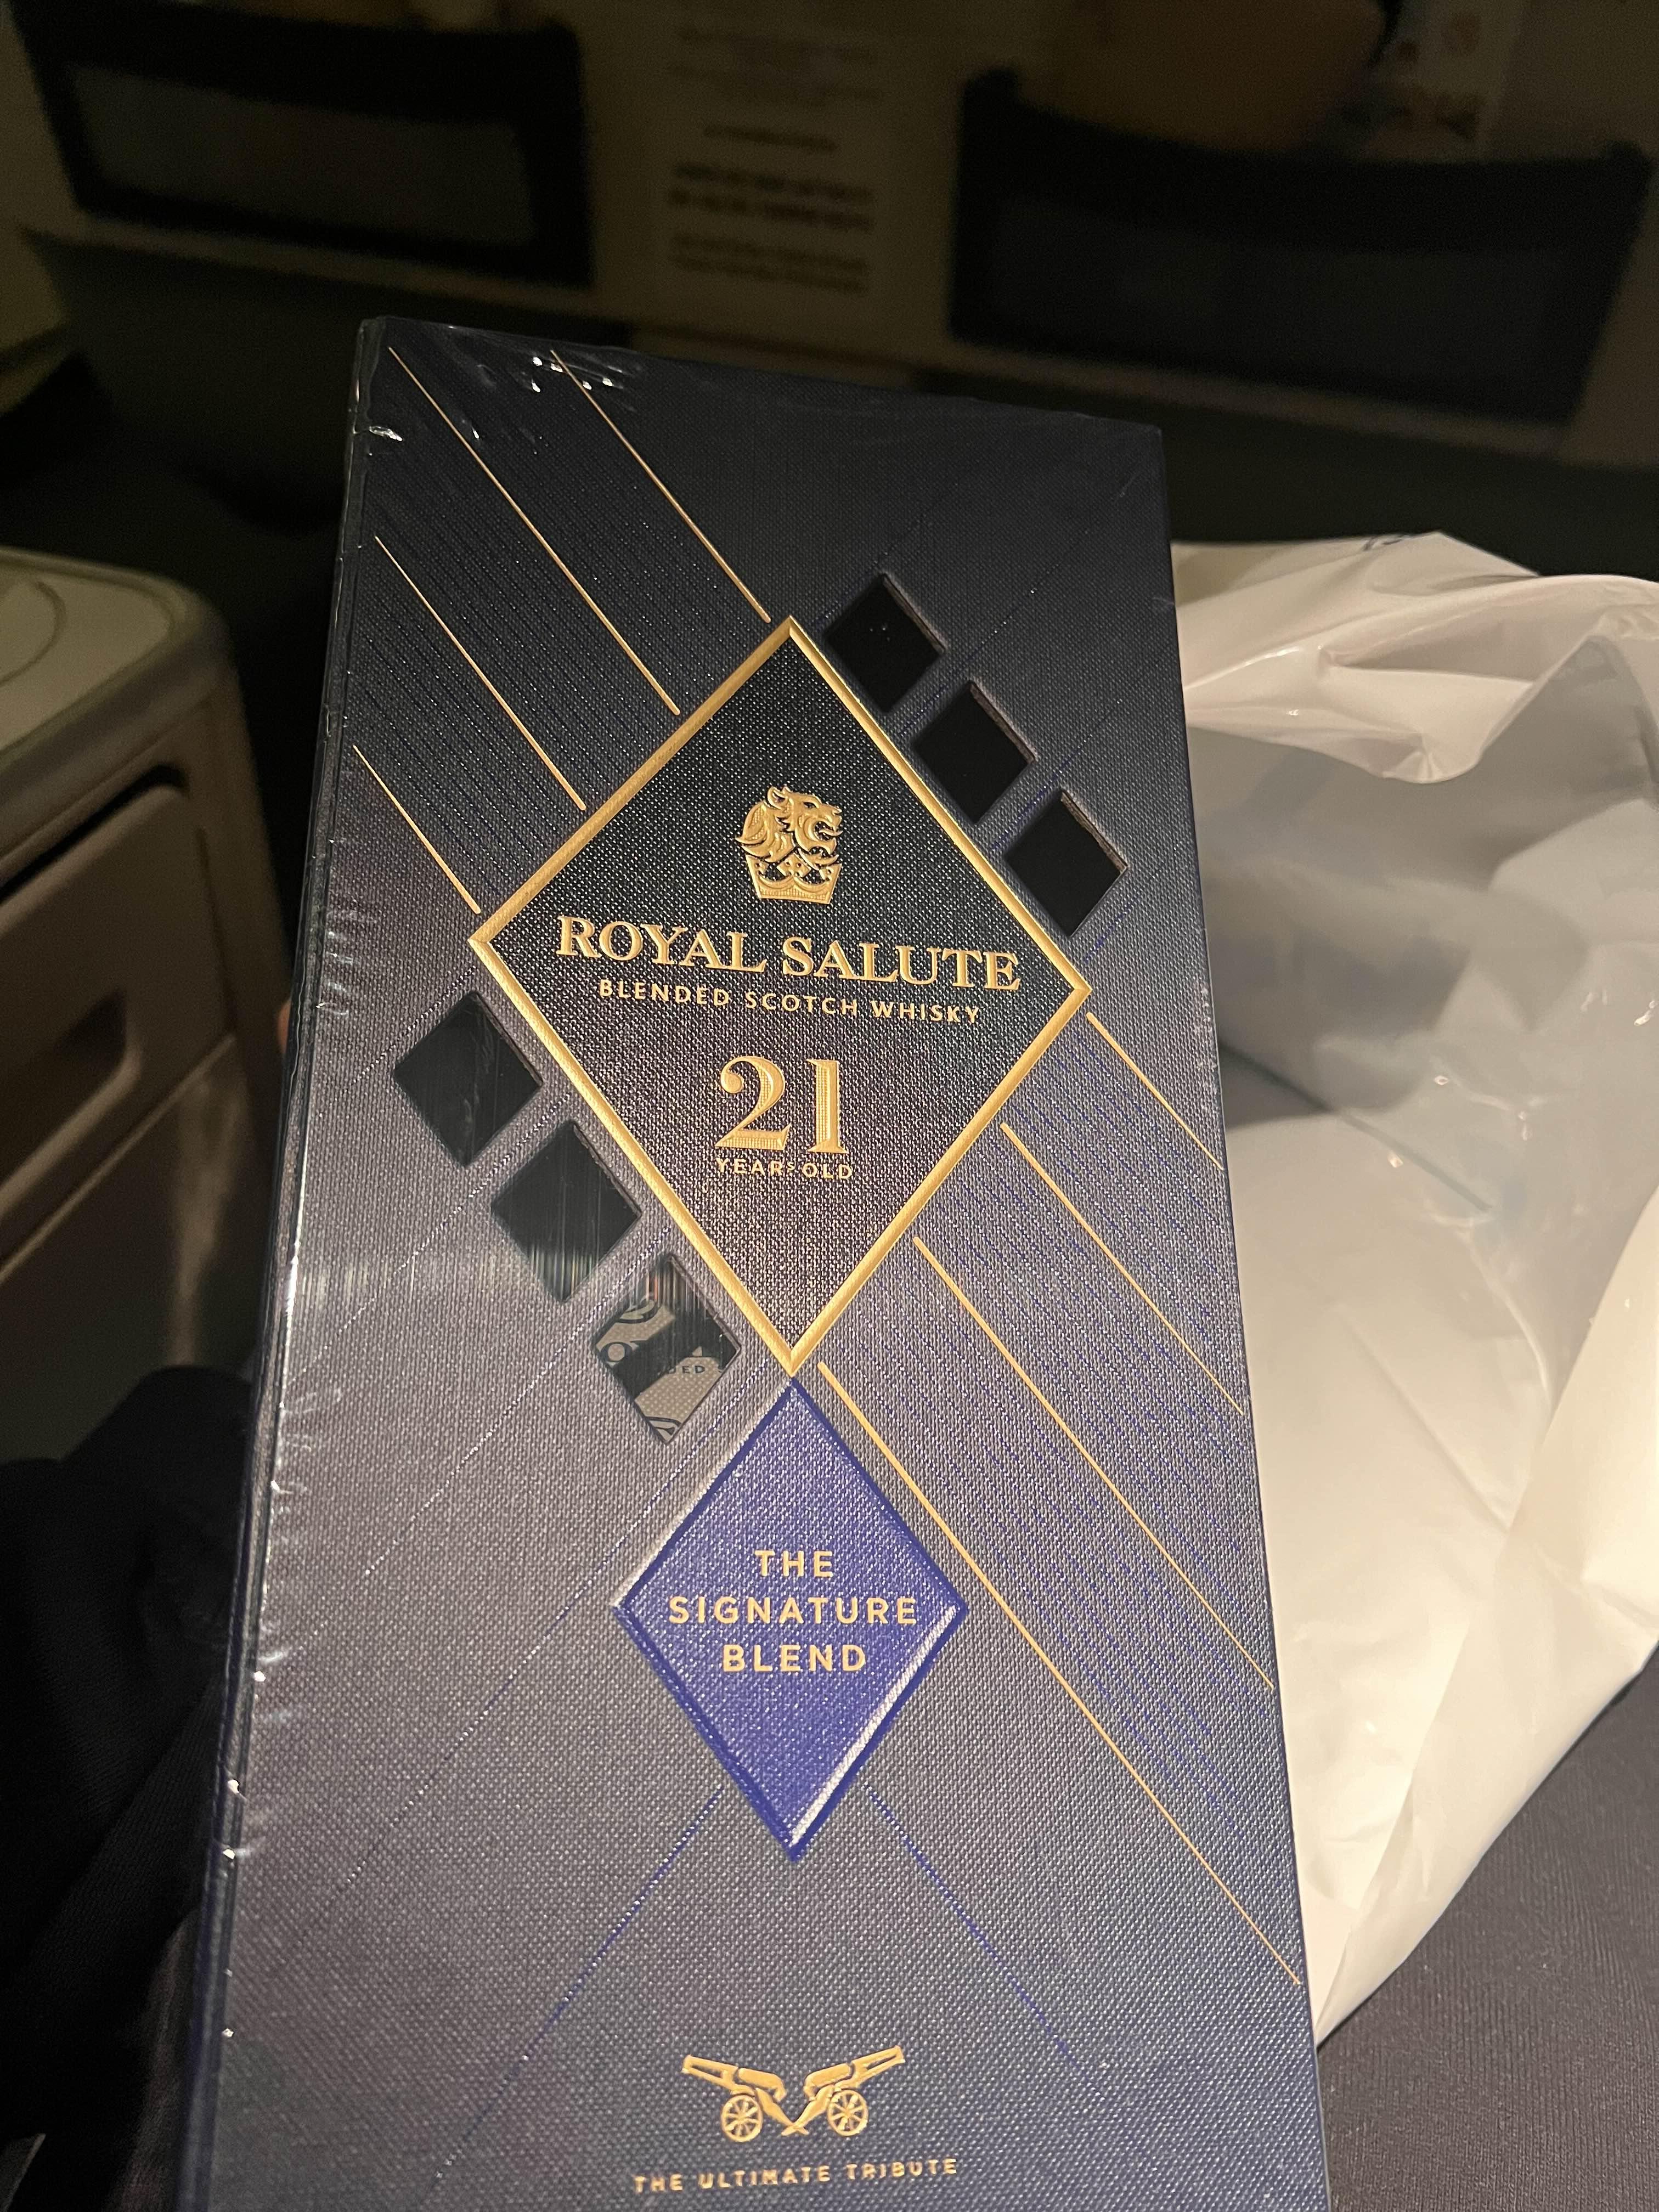 ROYAL SALUTE
BLENDED SCOTCH WHISKY
21
YEARS OLD
THE
SIGNATURE
BLEND
THE ULTIMATE TRIBUTE